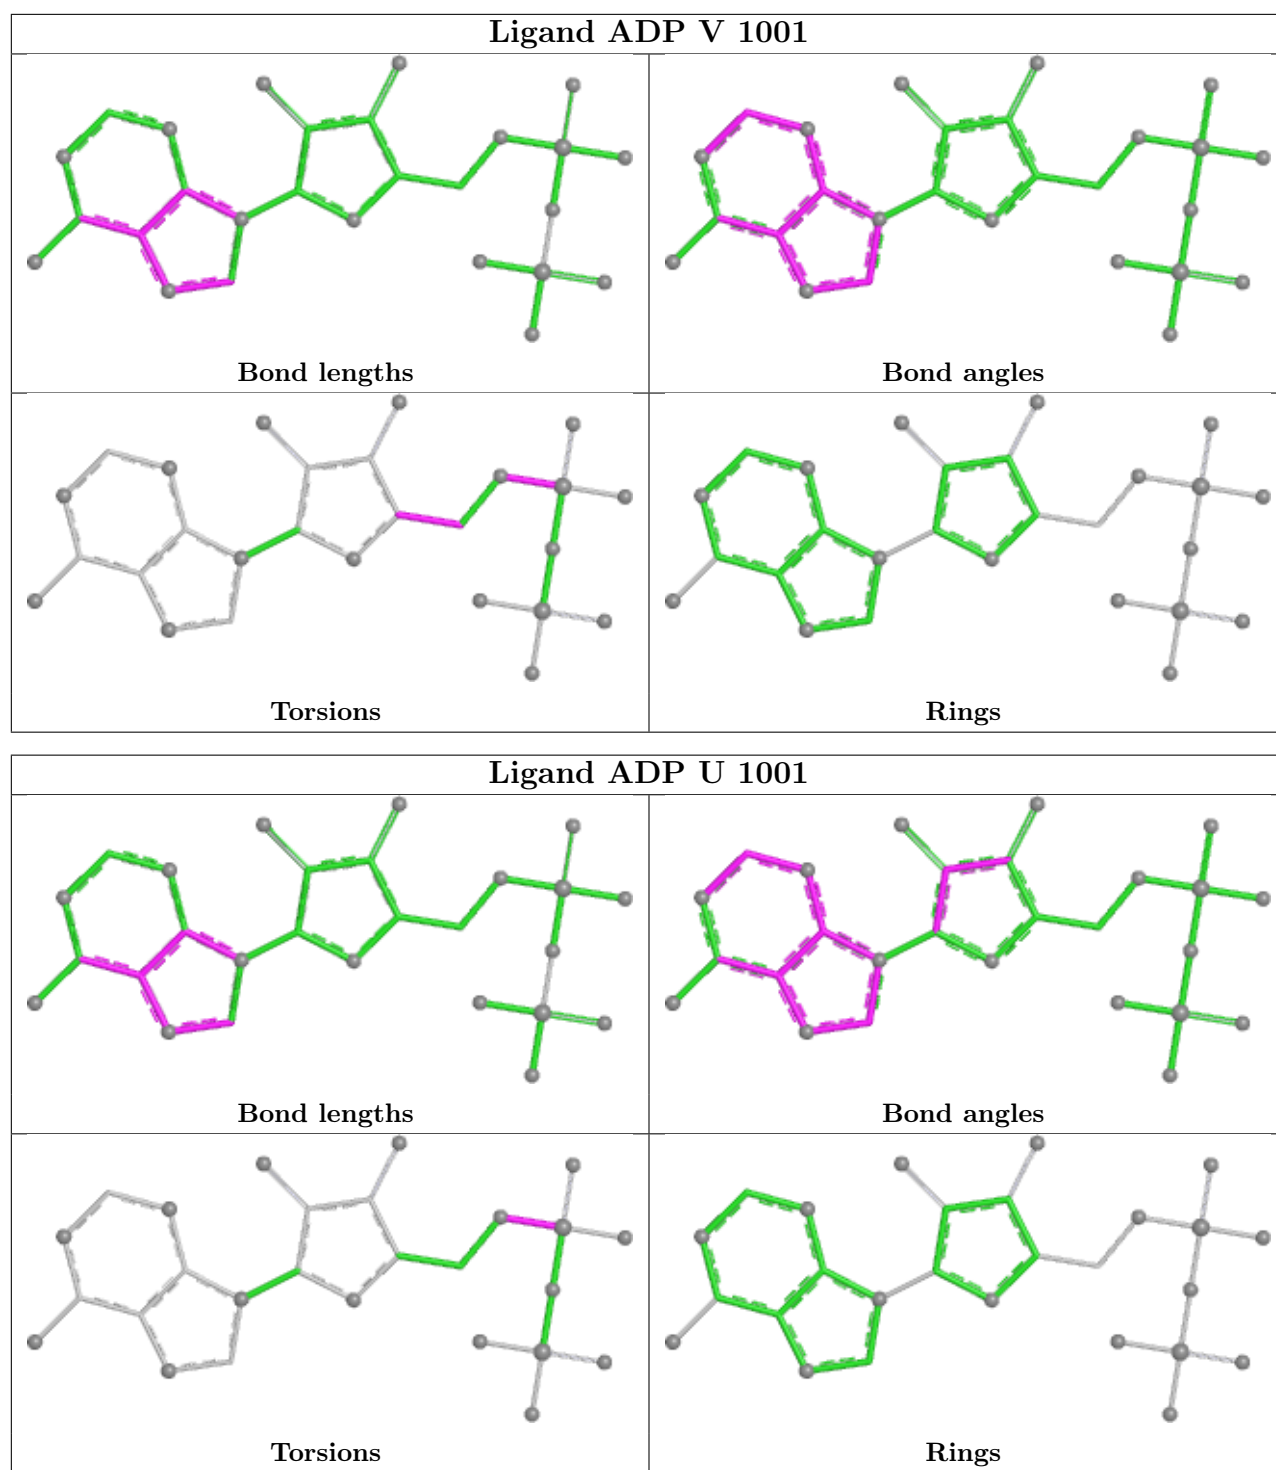 Ligand ADP V 1001
Bond lengths
Bond angles
Torsions
Rings
Ligand ADP U 1001
Bond lengths
Bond angles
Torsions
Rings